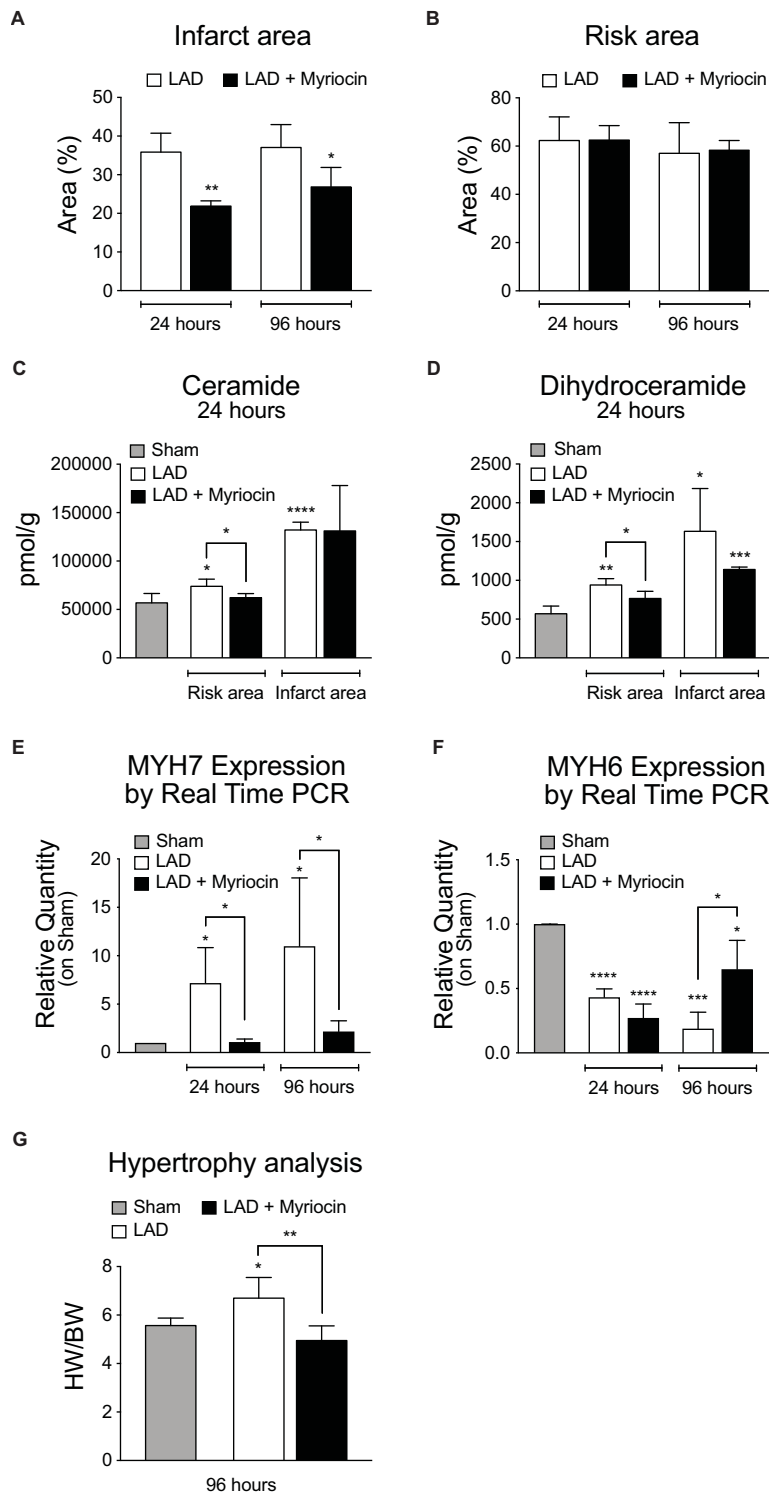 A
Infarct area
LAD LAD + Myriocin
Area (%)
50
40
30
20
10
0
**
*
24 hours 96 hours
B
Risk area
LAD LAD + Myriocin
Area (%)
80
60
40
20
0
24 hours 96 hours
C
Ceramide
24 hours
Sham
LAD
LAD + Myriocin
pmol/g
200000
150000
100000
50000
0
*
*
****
Risk area Infarct area
D
Dihydroceramide
24 hours
Sham
LAD
LAD + Myriocin
pmol/g
2500
2000
1500
1000
500
0
**
*
*
***
Risk area Infarct area
E
MYH7 Expression
by Real Time PCR
Sham
LAD
LAD + Myriocin
Relative Quantity
(on Sham)
20
15
10
5
0
*
*
*
*
24 hours 96 hours
F
MYH6 Expression
by Real Time PCR
Sham
LAD
LAD + Myriocin
Relative Quantity
(on Sham)
1.5
1.0
0.5
0.0
****
****
***
*
*
24 hours 96 hours
G
Hypertrophy analysis
Sham LAD + Myriocin
LAD
HW/BW
8
6
4
2
0
*
**
96 hours